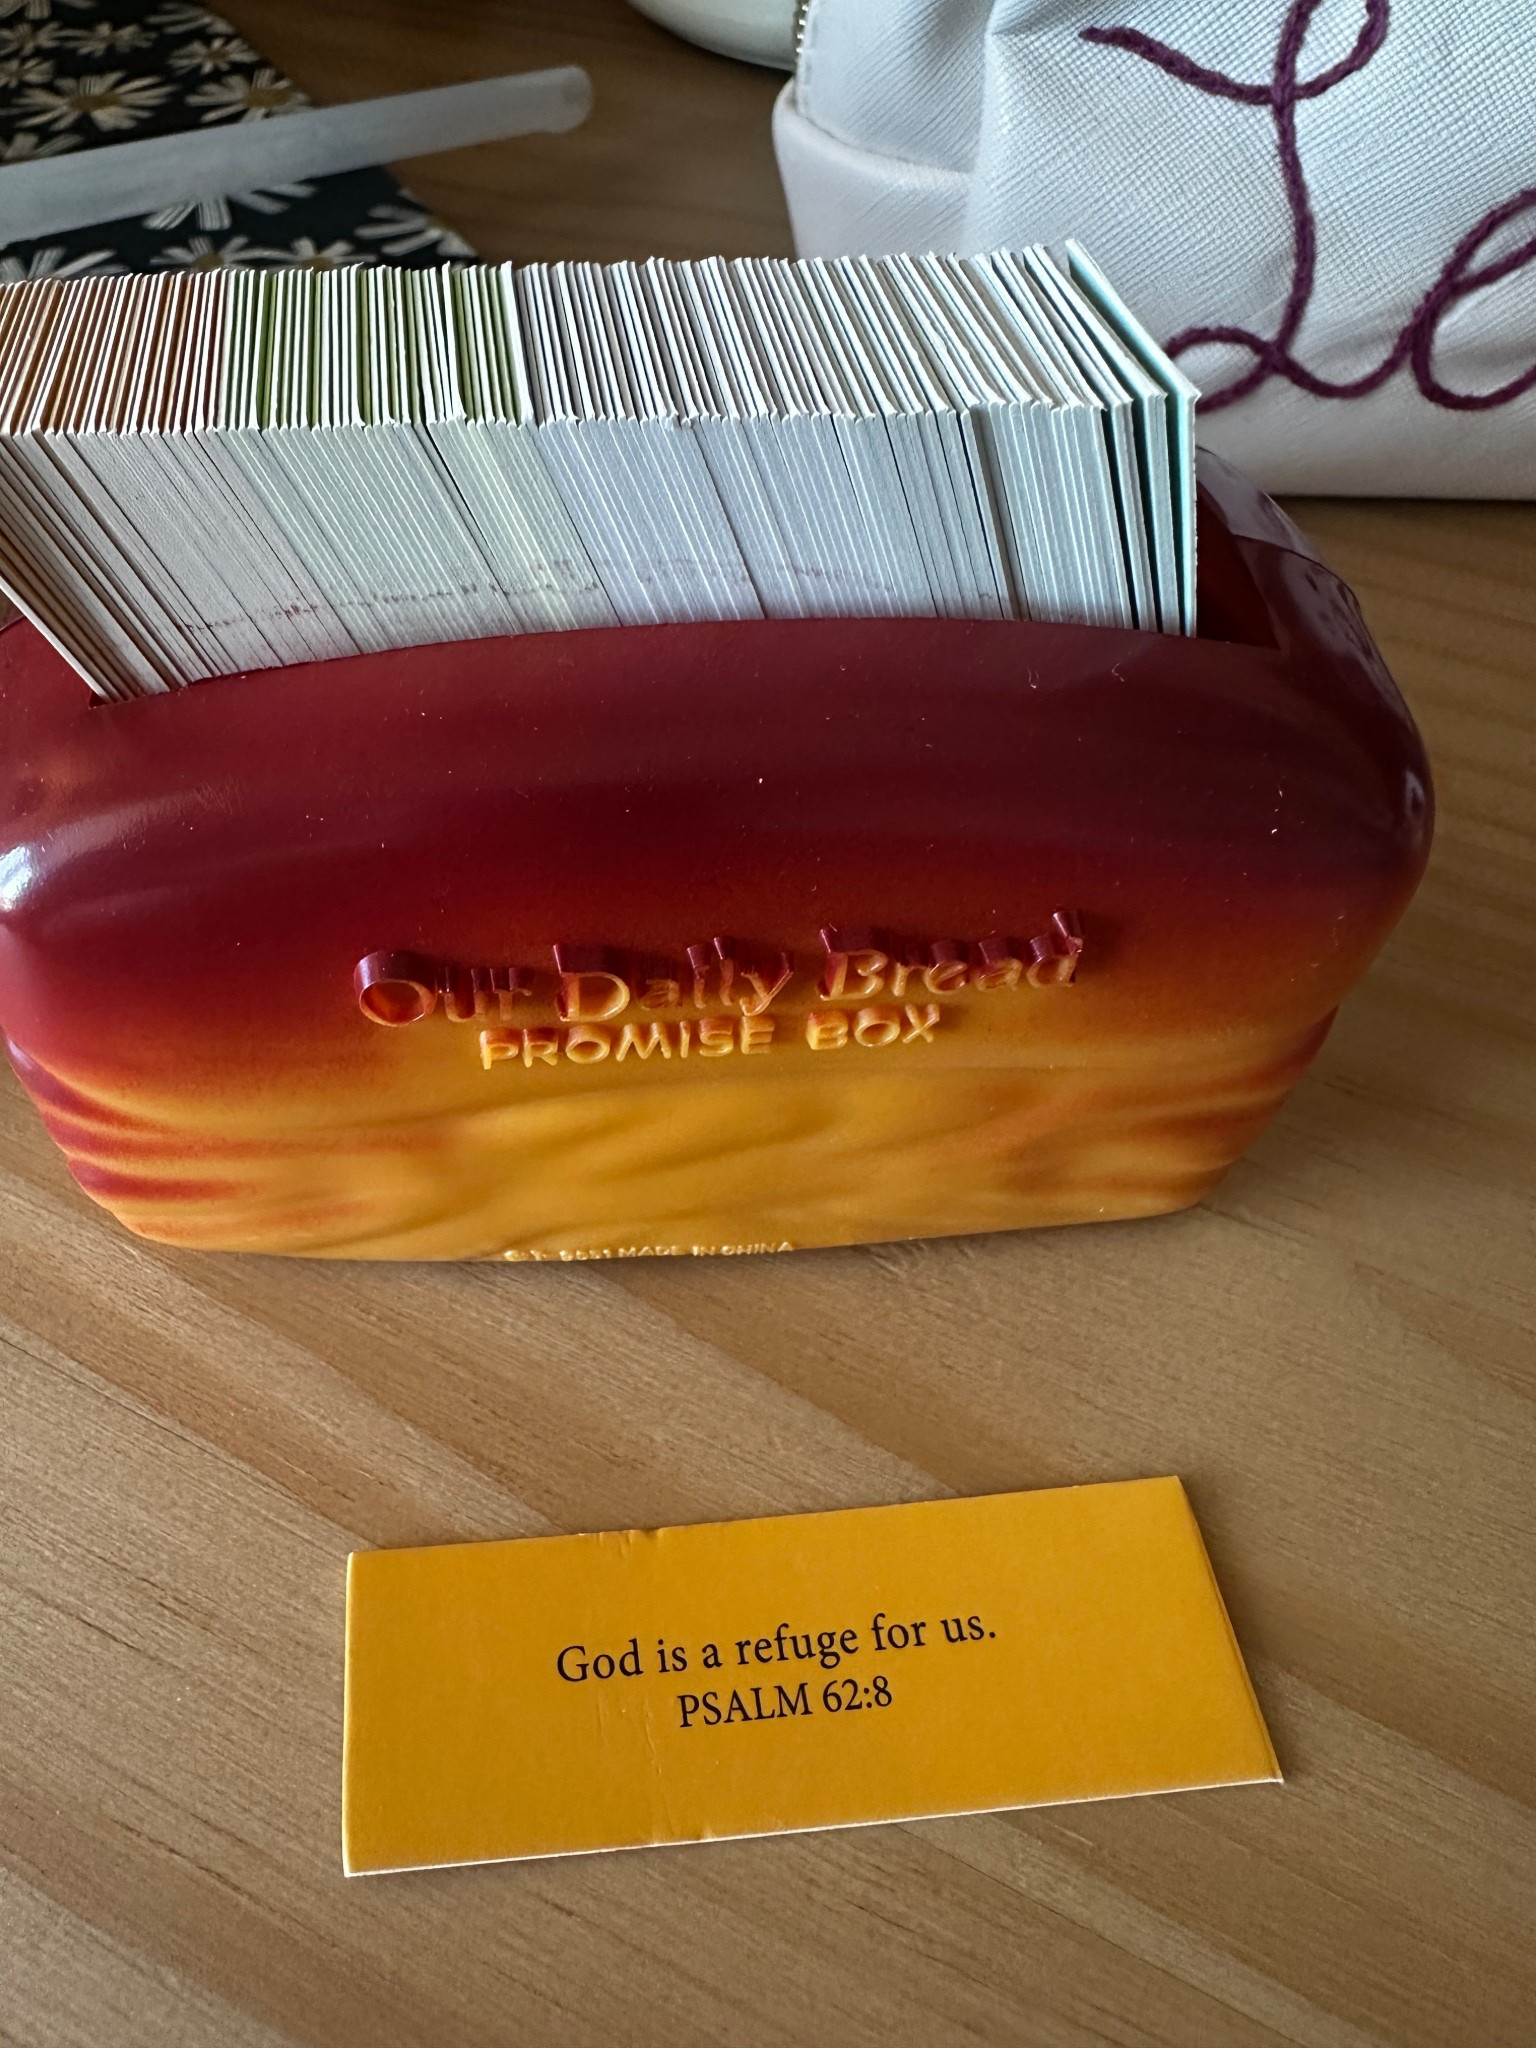 Our Daily Bread
PROMISE BOX
MADE IN CHINA
God is a refuge for us.
PSALM 62:8